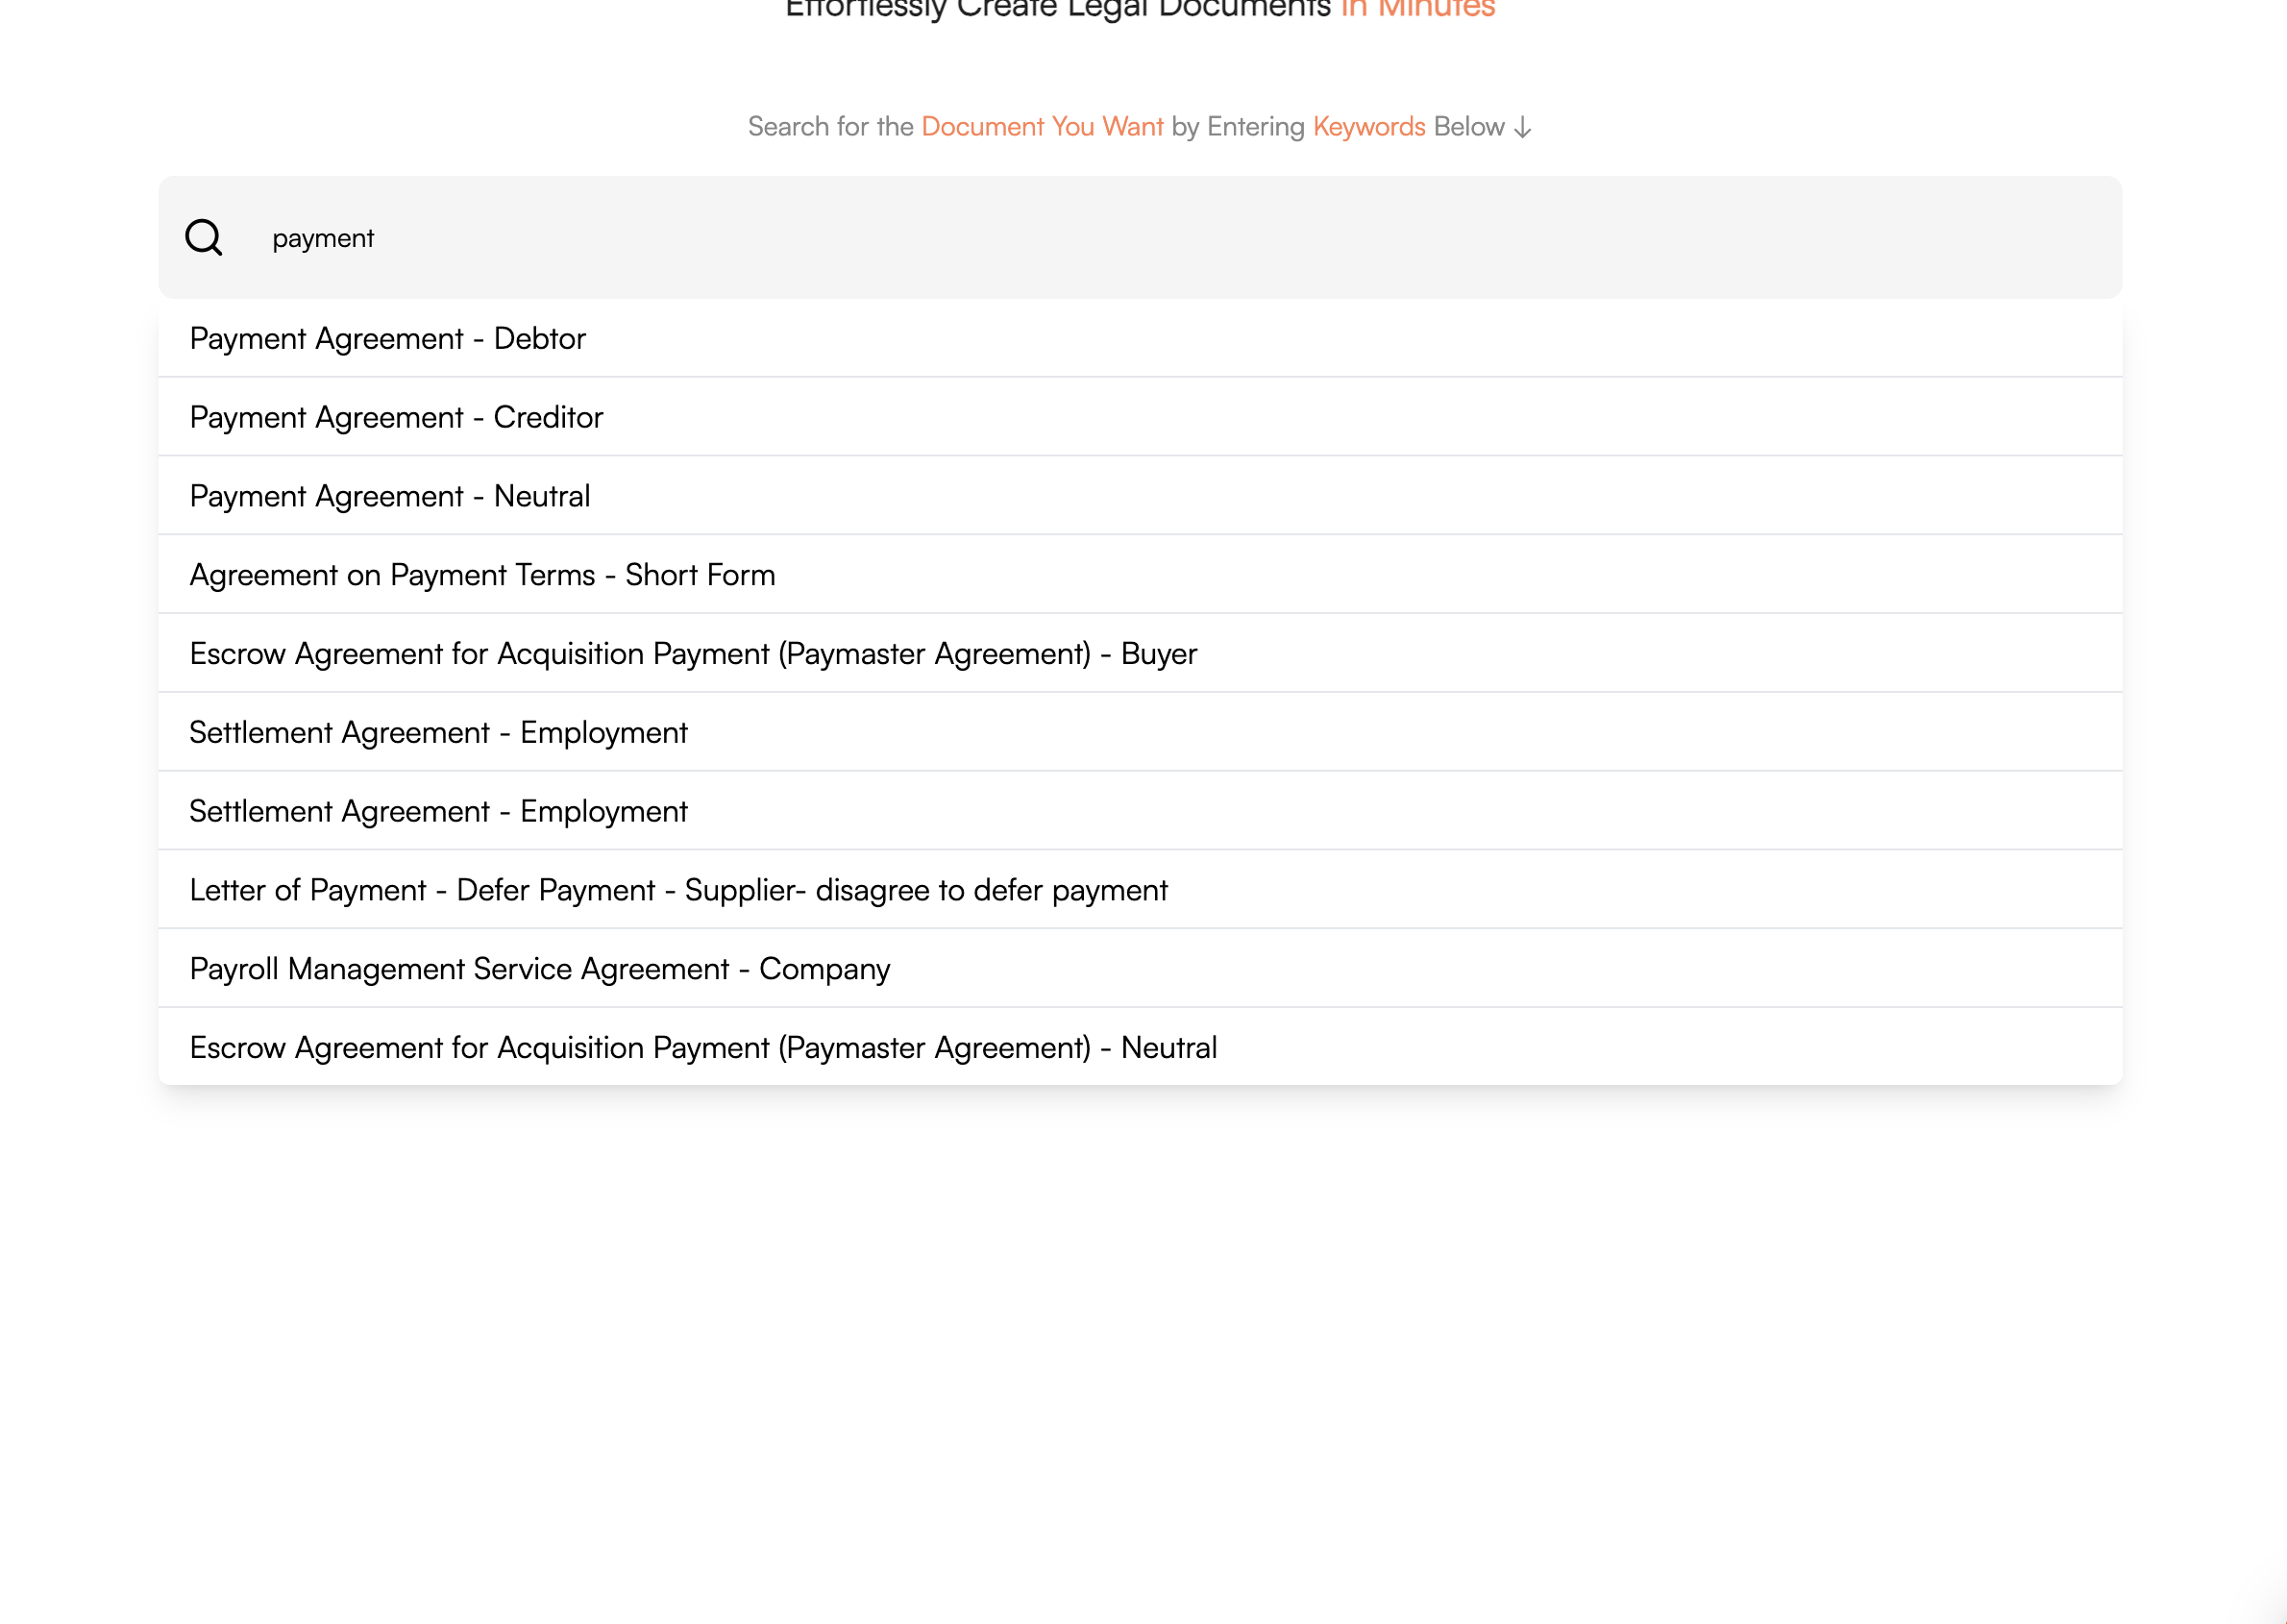 Effortlessly Create Legal Documents In Minutes
Search for the Document You Want by Entering Keywords Below ↓
payment
Payment Agreement - Debtor
Payment Agreement - Creditor
Payment Agreement - Neutral
Agreement on Payment Terms - Short Form
Escrow Agreement for Acquisition Payment (Paymaster Agreement) - Buyer
Settlement Agreement - Employment
Settlement Agreement - Employment
Letter of Payment - Defer Payment - Supplier- disagree to defer payment
Payroll Management Service Agreement - Company
Escrow Agreement for Acquisition Payment (Paymaster Agreement) - Neutral